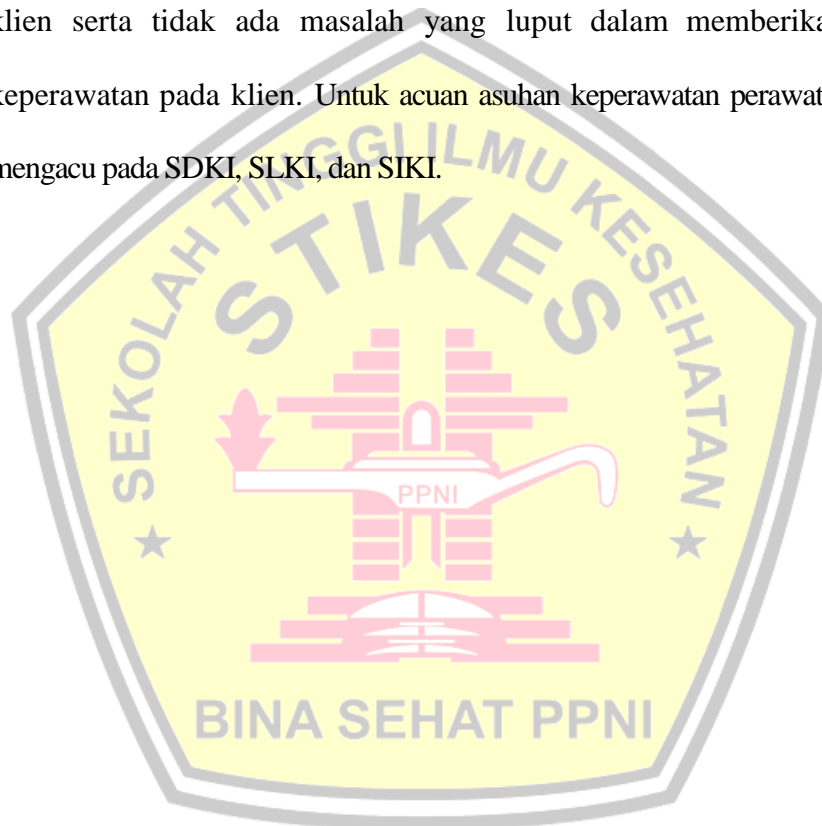 klien serta tidak ada masalah yang luput dalam memberika
keperawatan pada klien. Untuk acuan asuhan keperawatan perawat
mengacu pada SDKI, SLKI, dan SIKI.
SEKOLAH TINGGI ILMU KESEHATAN
STIKES
PPNI
BINA SEHAT PPNI